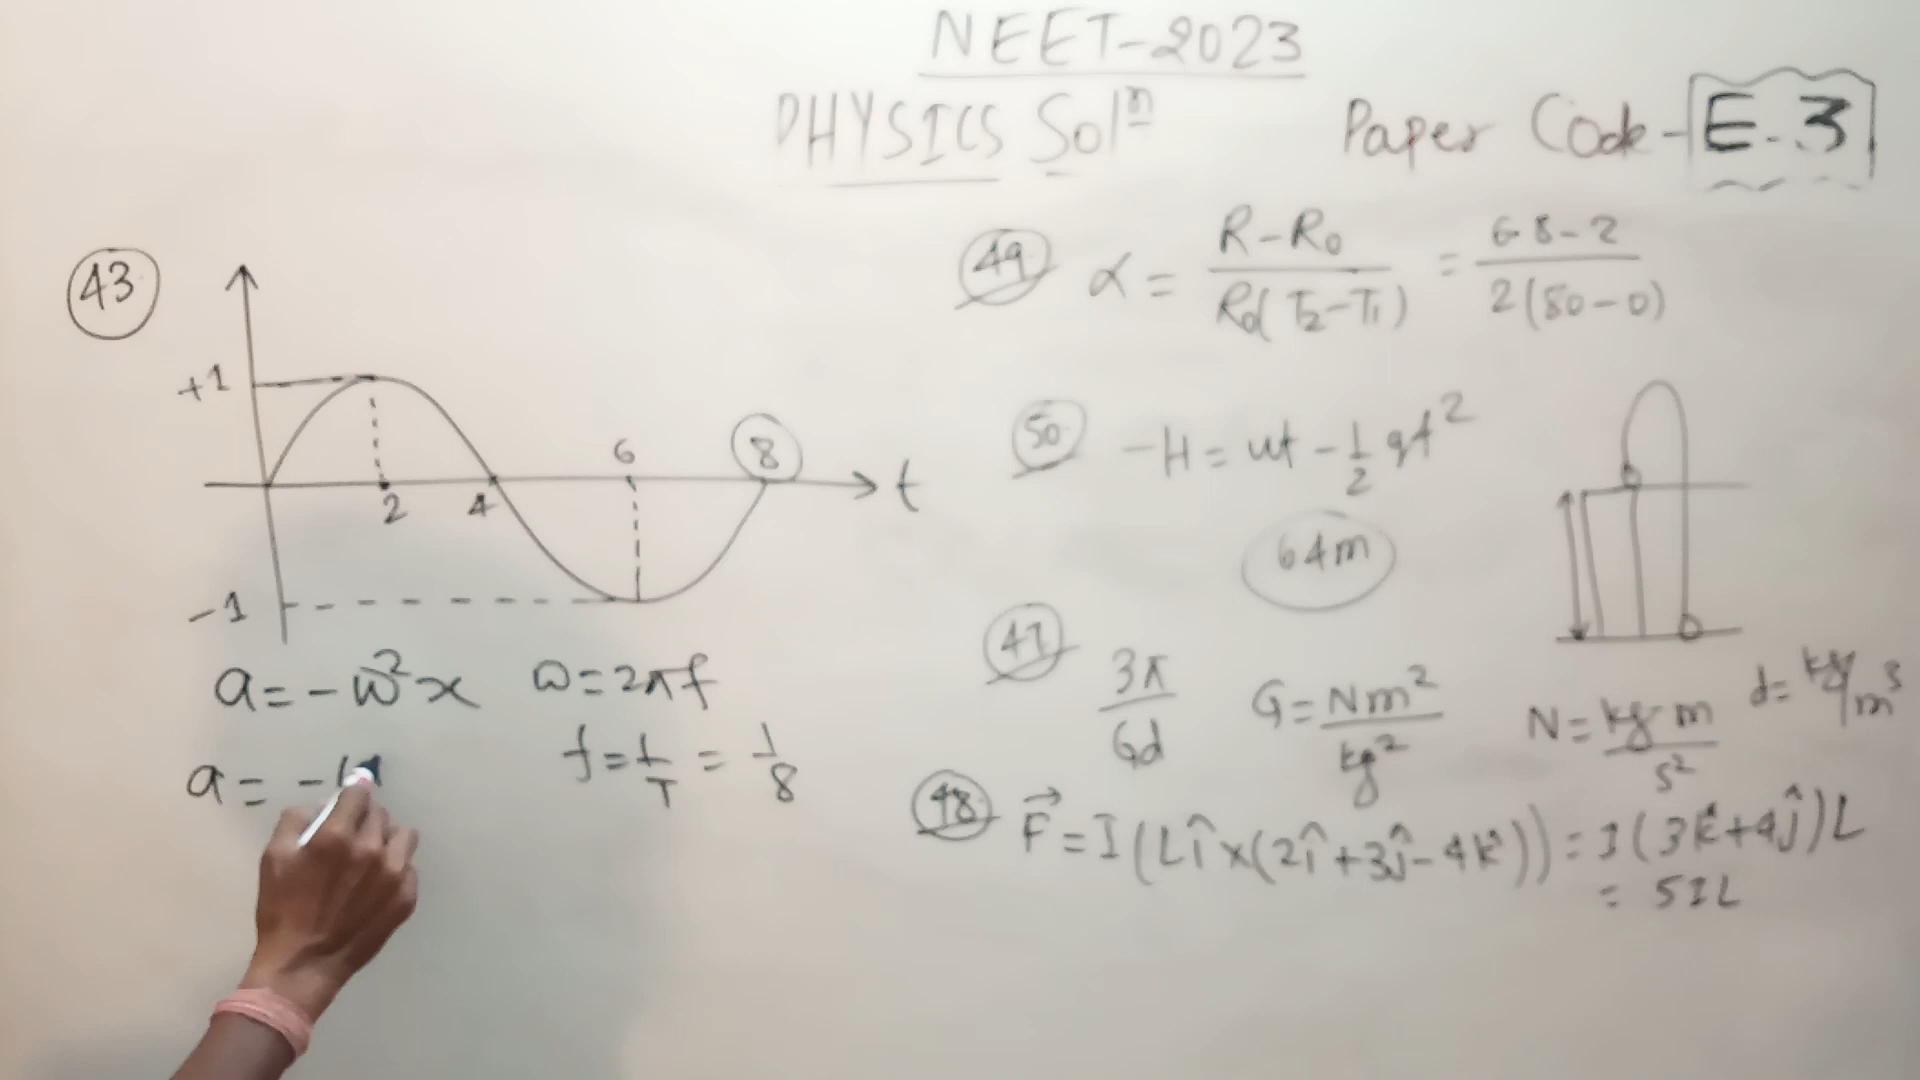 NEET-2023
PHYSICS Solⁿ
Paper Code-E.3
43
+1
-1
2
4
6
8
t
a = -ω²x
ω = 2πf
f = 1/T = 1/8
a = -
49
α = (R-R₀)/(R₀(T₂-T₁)) = (6.8-2)/(2(80-0))
50
-H = ut - 1/2 gt²
64m
47
3π/Gd
G = Nm²/kg²
N = kg m/s²
d = kg/m³
48
F⃗ = I(Lî×(2î+3ĵ-4k̂)) = I(3k̂+4ĵ)L
= 5IL